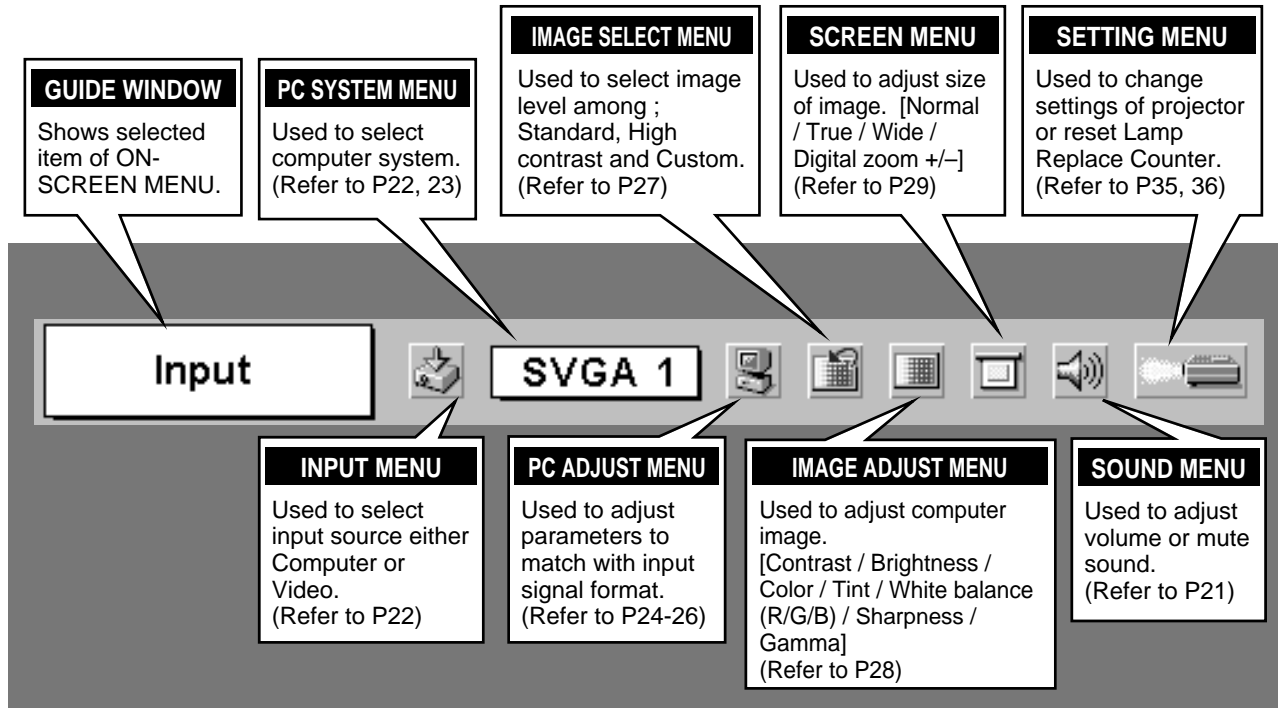 GUIDE WINDOW
Shows selected
item of ON-
SCREEN MENU.
PC SYSTEM MENU
Used to select
computer system.
(Refer to P22, 23)
IMAGE SELECT MENU
Used to select image
level among ;
Standard, High
contrast and Custom.
(Refer to P27)
SCREEN MENU
Used to adjust size
of image. [Normal
/ True / Wide /
Digital zoom +/–]
(Refer to P29)
SETTING MENU
Used to change
settings of projector
or reset Lamp
Replace Counter.
(Refer to P35, 36)
Input
SVGA 1
INPUT MENU
Used to select
input source either
Computer or
Video.
(Refer to P22)
PC ADJUST MENU
Used to adjust
parameters to
match with input
signal format.
(Refer to P24-26)
IMAGE ADJUST MENU
Used to adjust computer
image.
[Contrast / Brightness /
Color / Tint / White balance
(R/G/B) / Sharpness /
Gamma]
(Refer to P28)
SOUND MENU
Used to adjust
volume or mute
sound.
(Refer to P21)